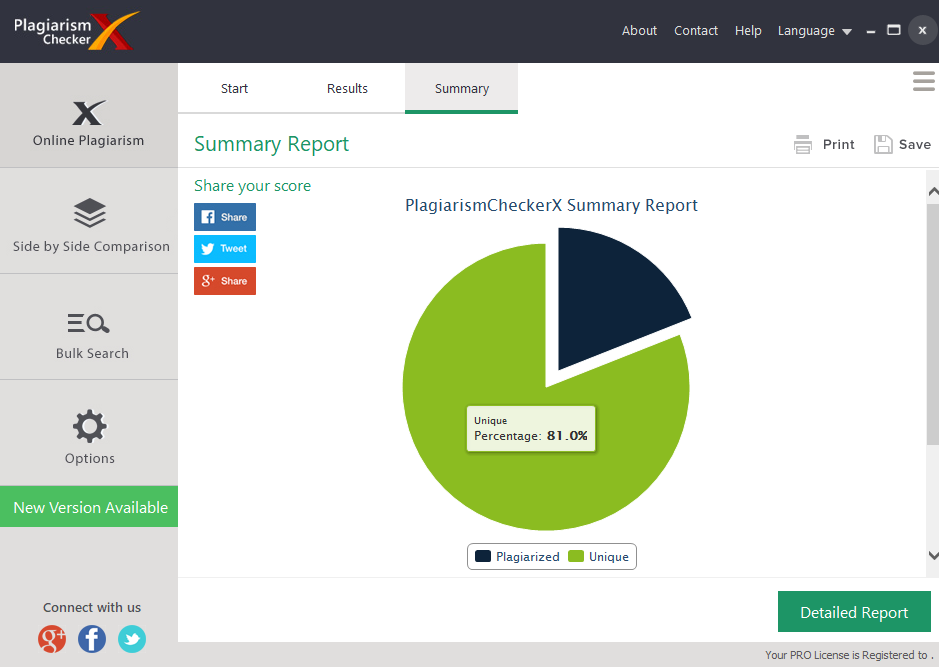 Plagiarism
Checker
About Contact Help Language
x
Online Plagiarism
Side by Side Comparison
Bulk Search
Options
New Version Available
Connect with us
Start Results Summary
Summary Report
Print Save
Share your score
Share
Tweet
Share
PlagiarismCheckerX Summary Report
Unique
Percentage: 81.0%
Plagiarized Unique
Detailed Report
Your PRO License is Registered to .